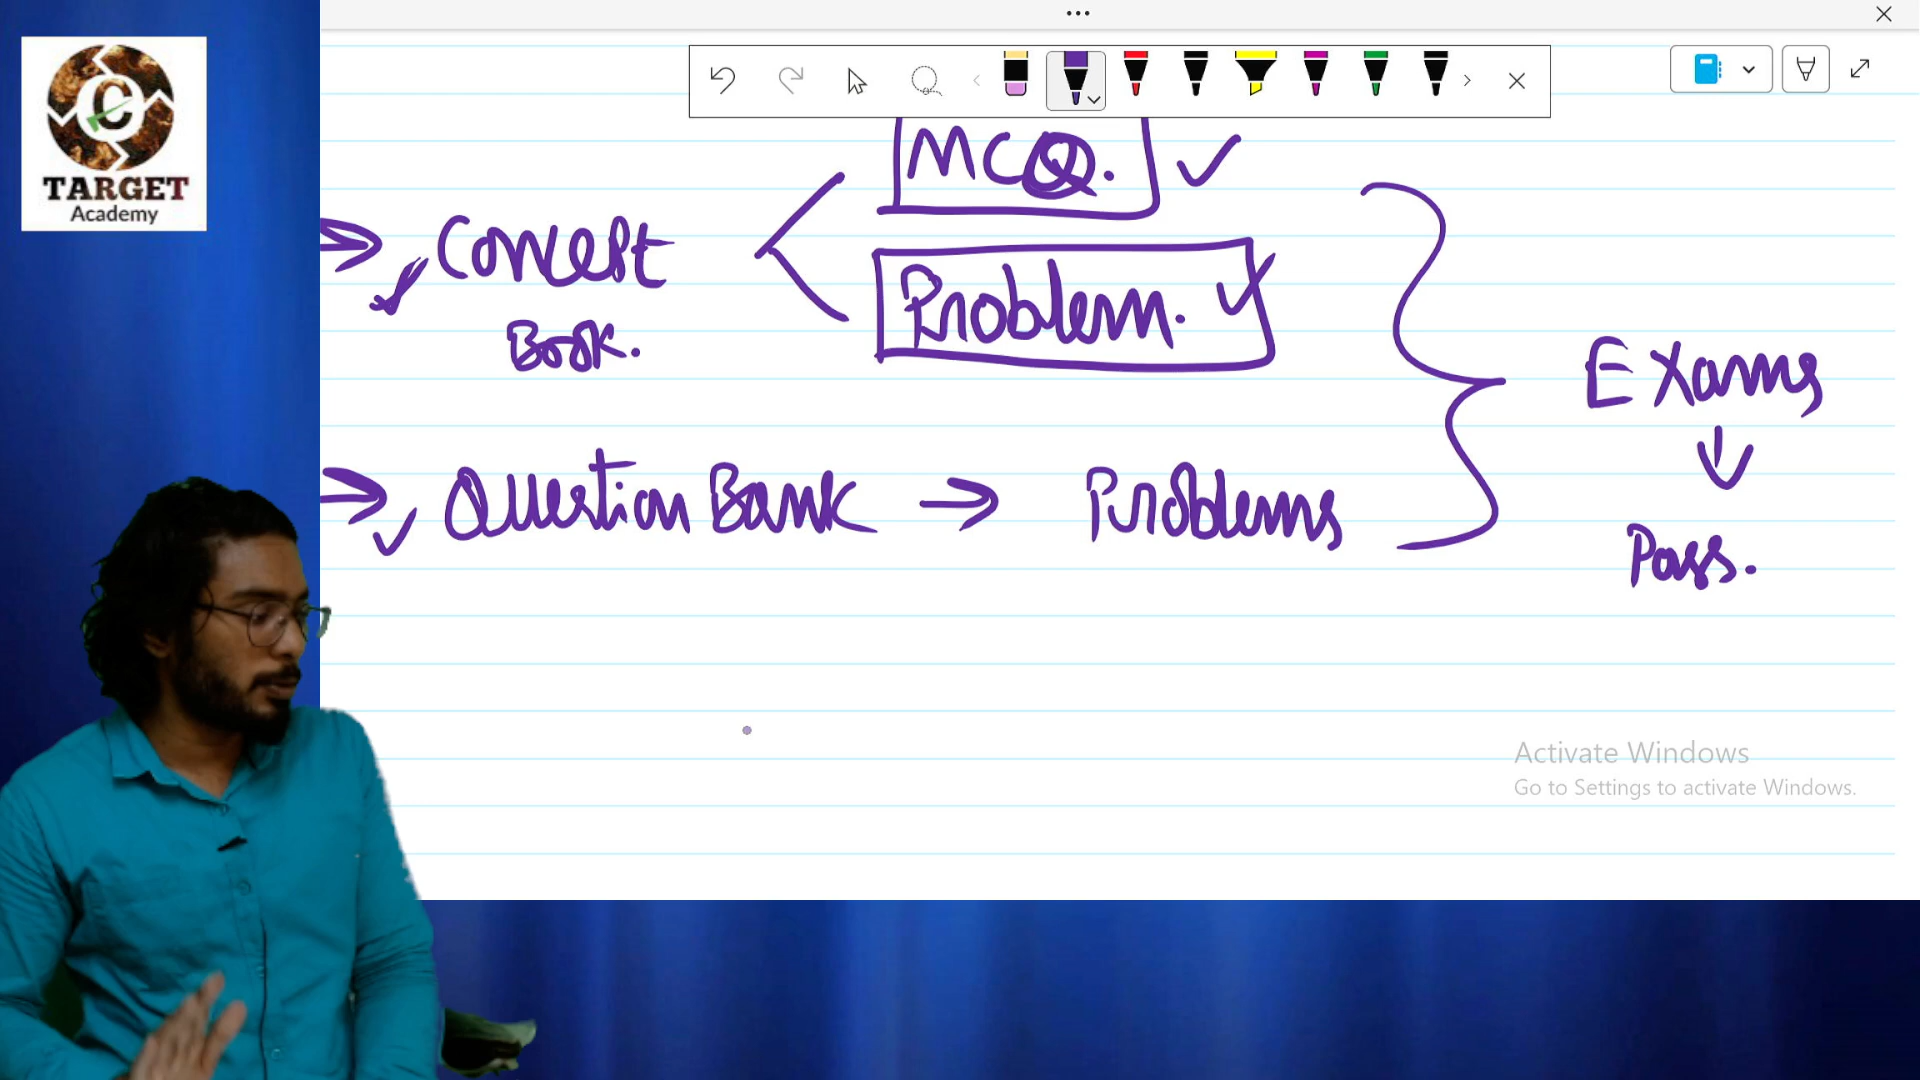 TARGET
Academy
MCQ.
Concept
Book.
Problem.
Exams
Question Bank → Problems
Pass.
Activate Windows
Go to Settings to activate Windows.